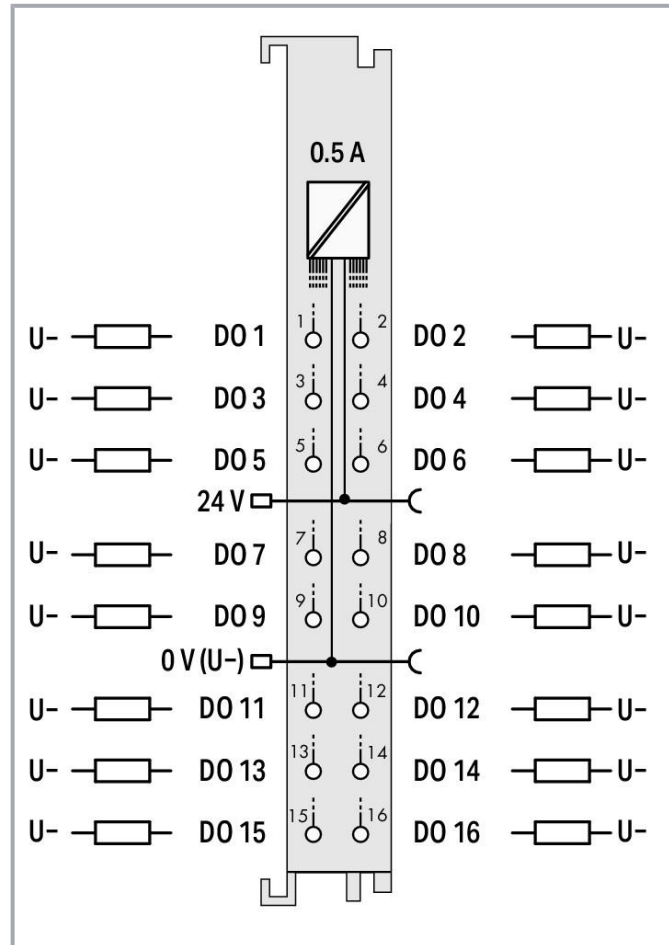 0.5 A
U- DO 1 1 2 DO 2 U-
U- DO 3 3 4 DO 4 U-
U- DO 5 5 6 DO 6 U-
24 V
U- DO 7 7 8 DO 8 U-
U- DO 9 9 10 DO 10 U-
0 V (U-)
U- DO 11 11 12 DO 12 U-
U- DO 13 13 14 DO 14 U-
U- DO 15 15 16 DO 16 U-